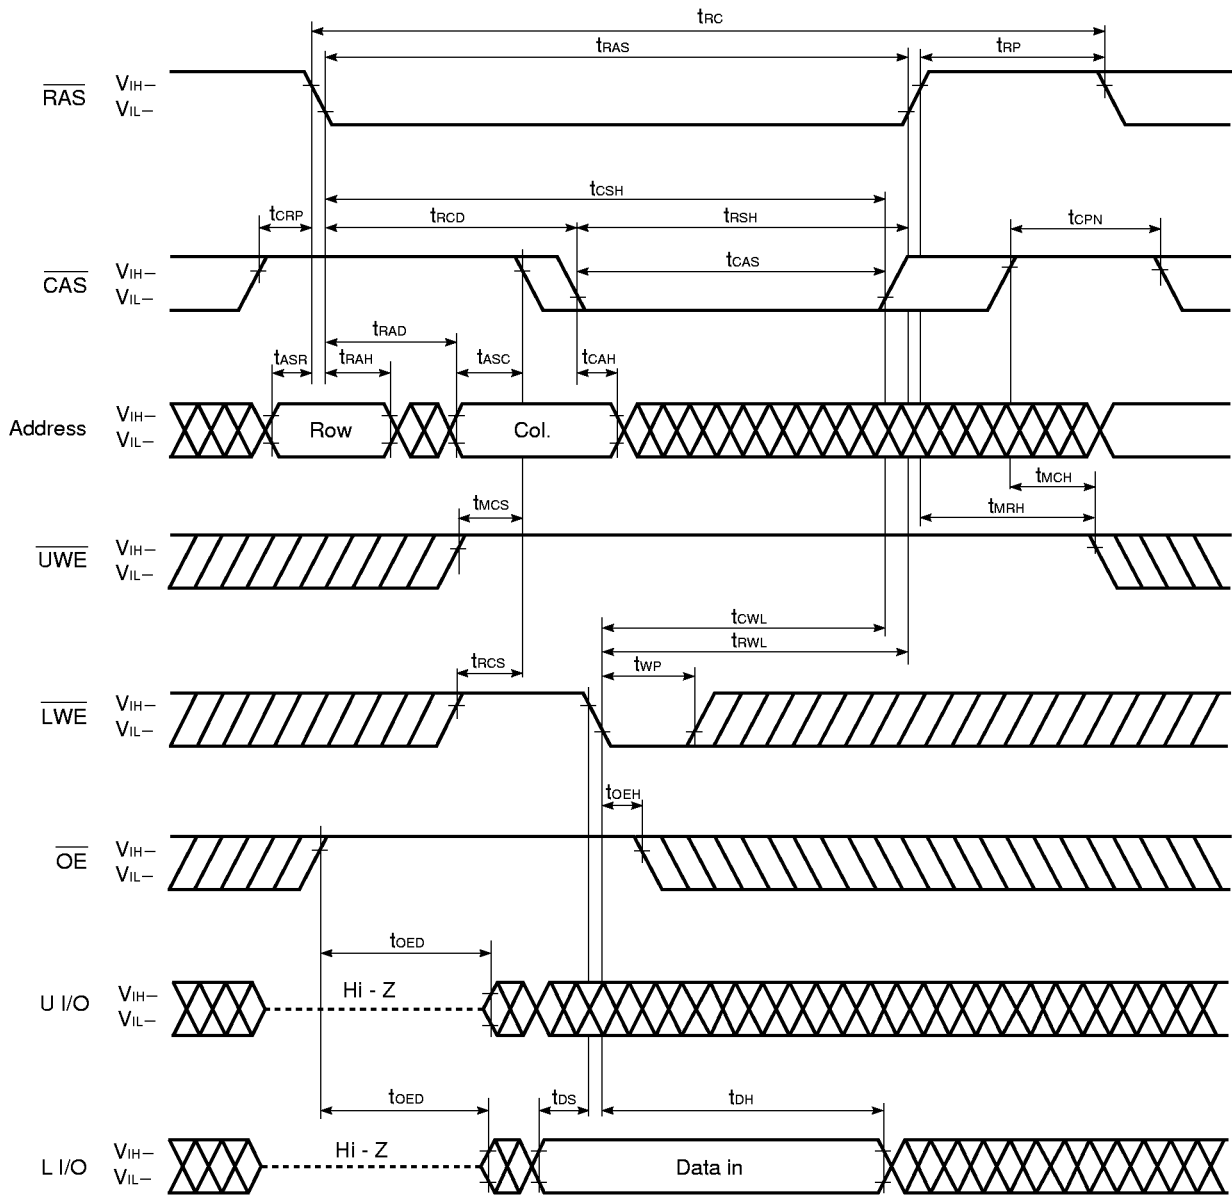 tRC
tRAS tRP
RAS VIH–
VIL–
tCSH
tCRP tRCD tRSH tCPN
CAS VIH–
VIL–
tCAS
tRAD
tASR tRAH tASC tCAH
Address VIH–
VIL–
Row Col.
tMCH
tMCS tMRH
UWE VIH–
VIL–
tCWL
tRWL
tRCS tWP
LWE VIH–
VIL–
tOEH
OE VIH–
VIL–
tOED
U I/O VIH–
VIL–
Hi - Z
tOED tDS tDH
L I/O VIH–
VIL–
Hi - Z Data in